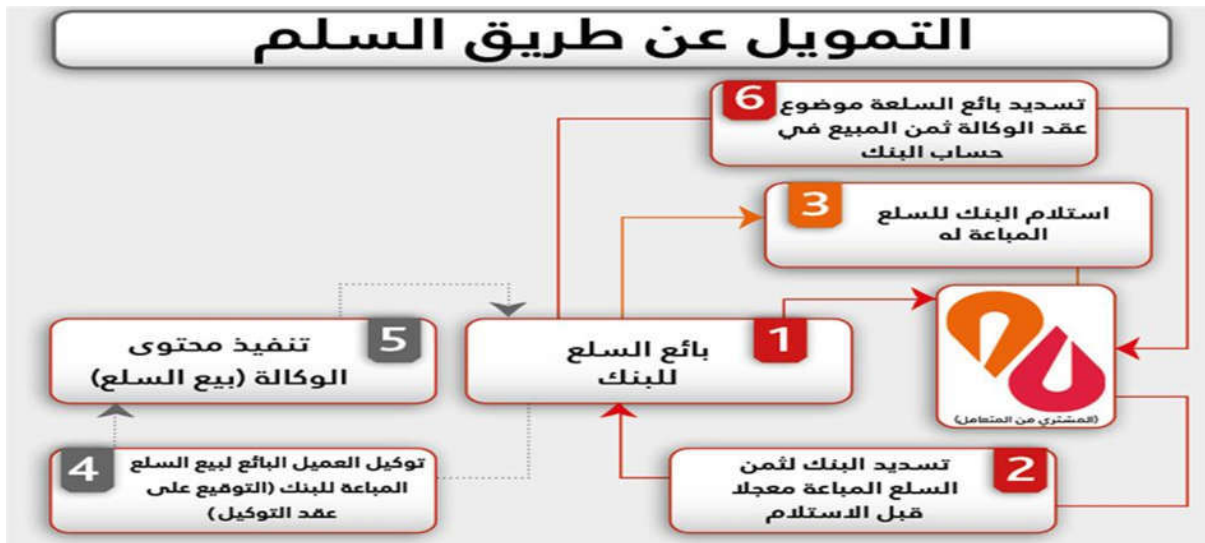 التمويل عن طريق السلم
6
تسديد بائع السلعة موضوع
عقد الوكالة ثمن المبيع في
حساب البنك
3
استلام البنك للسلع
المباعة له
1
بائع السلع
للبنك
5
تنفيذ محتوى
الوكالة (بيع السلع)
(المشتري من المتعامل)
4
توكيل العميل البائع لبيع السلع
المباعة للبنك (التوقيع على
عقد التوكيل)
2
تسديد البنك لثمن
السلع المباعة معجلا
قبل الاستلام